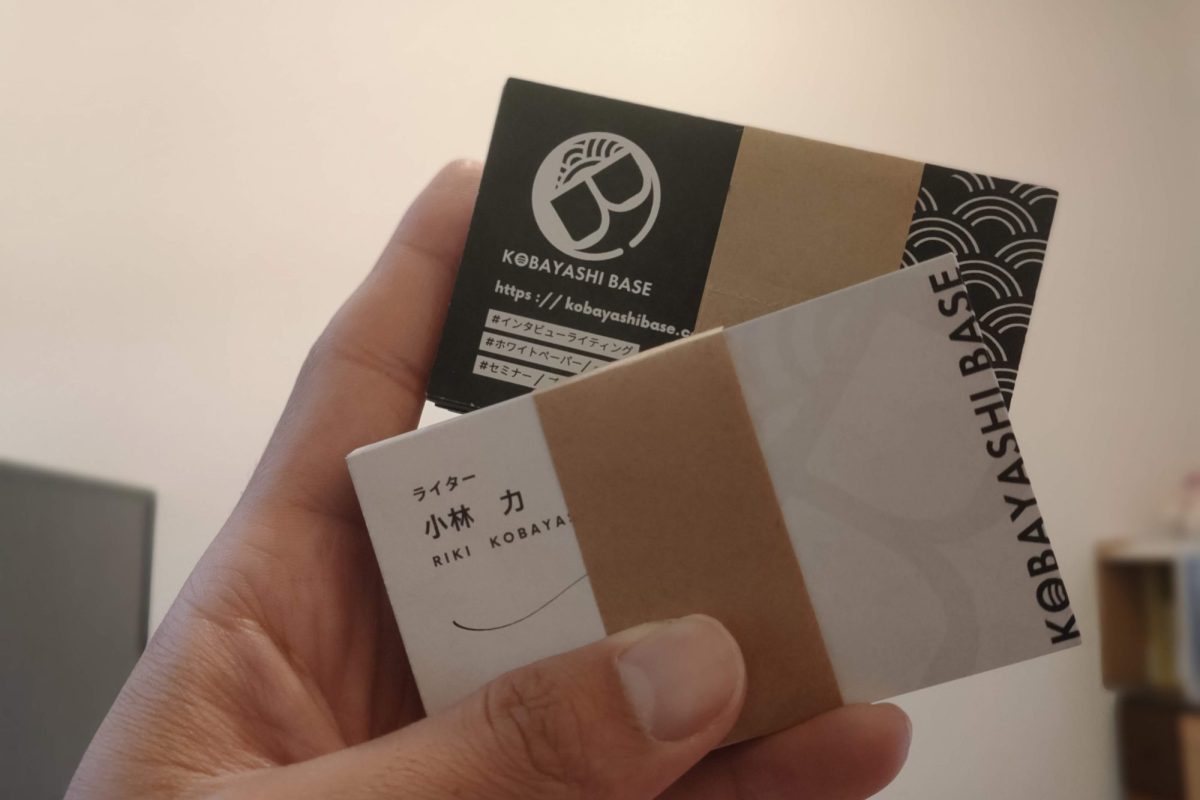 KOBAYASHI BASE
https://kobayashibase.c
#インタビューライティング
#ホワイトペーパー/
#セミナー/
ライター
小林 力
RIKI KOBAYA
KOBAYASHI BASE